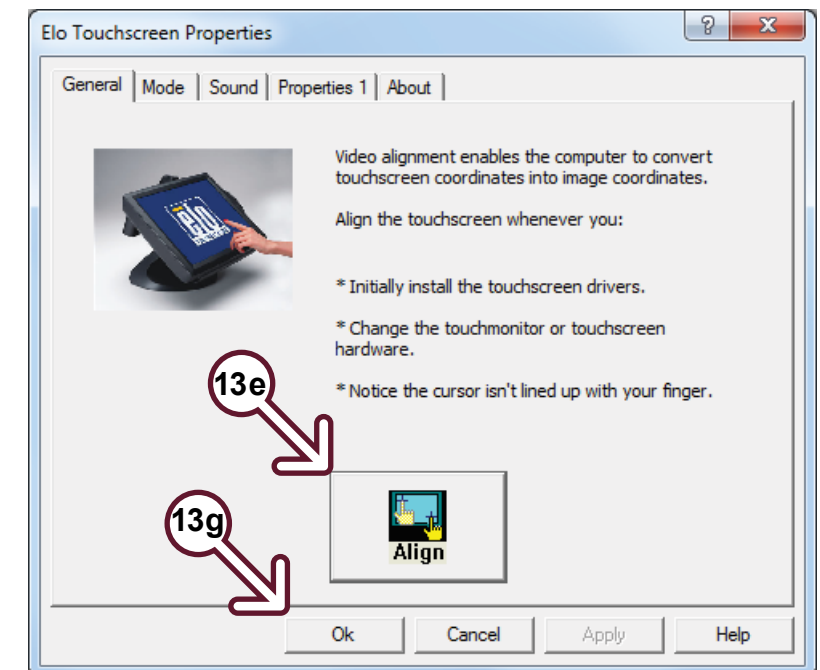 Elo Touchscreen Properties
General Mode Sound Properties 1 About
Video alignment enables the computer to convert
touchscreen coordinates into image coordinates.
Align the touchscreen whenever you:
elo
* Initially install the touchscreen drivers.
* Change the touchmonitor or touchscreen
hardware.
13e
* Notice the cursor isn't lined up with your finger.
13g
Align
Ok Cancel Apply Help